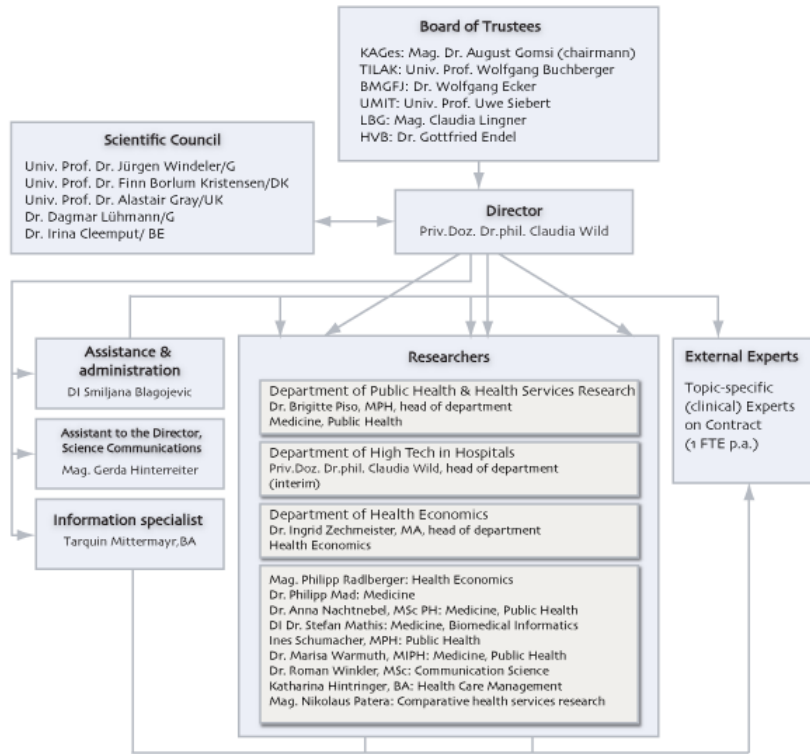 Board of Trustees
KAGes: Mag. Dr. August Gomsi (chairmann)
TILAK: Univ. Prof. Wolfgang Buchberger
BMGFJ: Dr. Wolfgang Ecker
UMIT: Univ. Prof. Uwe Siebert
LBG: Mag. Claudia Lingner
HVB: Dr. Gottfried Endel
Scientific Council
Univ. Prof. Dr. Jürgen Windeler/G
Univ. Prof. Dr. Finn Borlum Kristensen/DK
Univ. Prof. Dr. Alastair Gray/UK
Dr. Dagmar Lühmann/G
Dr. Irina Cleemput/ BE
Director
Priv.Doz. Dr.phil. Claudia Wild
Assistance &
administration
DI Smiljana Blagojevic
Assistant to the Director,
Science Communications
Mag. Gerda Hinterreiter
Information specialist
Tarquin Mittermayr,BA
Researchers
Department of Public Health & Health Services Research
Dr. Brigitte Piso, MPH, head of department
Medicine, Public Health
Department of High Tech in Hospitals
Priv.Doz. Dr.phil. Claudia Wild, head of department
(interim)
Department of Health Economics
Dr. Ingrid Zechmeister, MA, head of department
Health Economics
Mag. Philipp Radlberger: Health Economics
Dr. Philipp Mad: Medicine
Dr. Anna Nachtnebel, MSc PH: Medicine, Public Health
DI Dr. Stefan Mathis: Medicine, Biomedical Informatics
Ines Schumacher, MPH: Public Health
Dr. Marisa Warmuth, MIPH: Medicine, Public Health
Dr. Roman Winkler, MSc: Communication Science
Katharina Hintringer, BA: Health Care Management
Mag. Nikolaus Patera: Comparative health services research
External Experts
Topic-specific
(clinical) Experts
on Contract
(1 FTE p.a.)